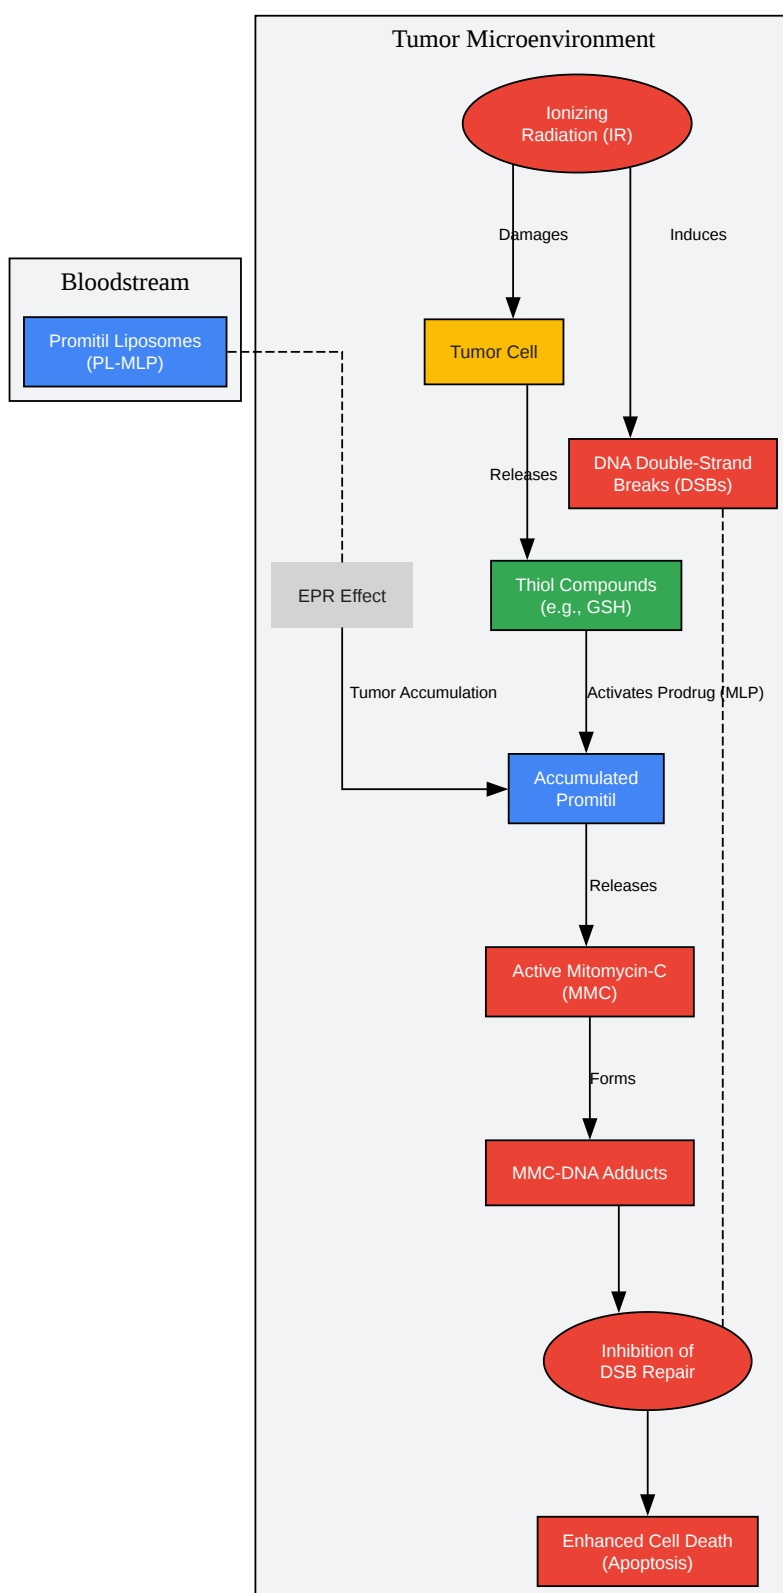 Tumor Microenvironment
Ionizing
Radiation (IR)
Damages
Induces
Bloodstream
Promitil Liposomes
(PL-MLP)
Tumor Cell
DNA Double-Strand
Breaks (DSBs)
Releases
EPR Effect
Thiol Compounds
(e.g., GSH)
Tumor Accumulation
Activates Prodrug (MLP)
Accumulated
Promitil
Releases
Active Mitomycin-C
(MMC)
Forms
MMC-DNA Adducts
Inhibition of
DSB Repair
Enhanced Cell Death
(Apoptosis)